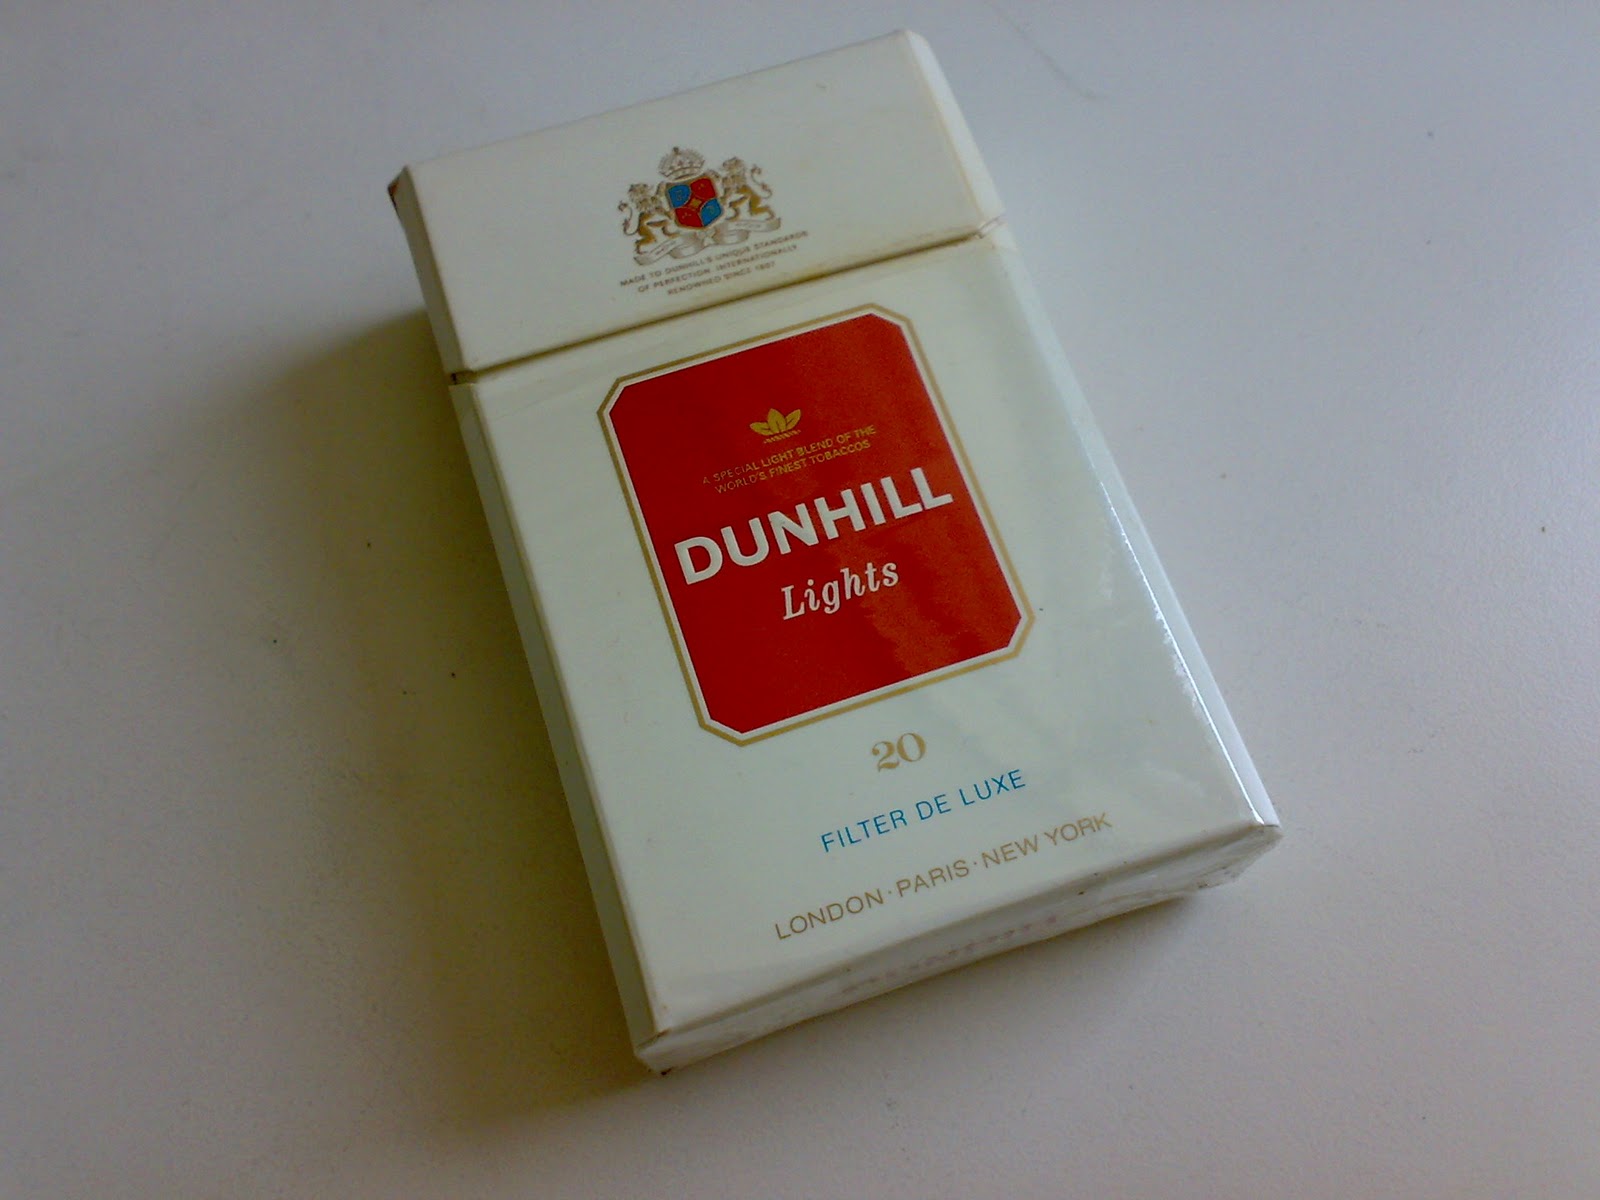 MADE TO DUNHILL'S UNIQUE STANDARDS
OF PERFECTION. INTERNATIONALLY
RENOWNED SINCE 1907
A SPECIAL LIGHT BLEND OF THE
WORLD'S FINEST TOBACCOS
DUNHILL
Lights
20
FILTER DE LUXE
LONDON·PARIS·NEW YORK